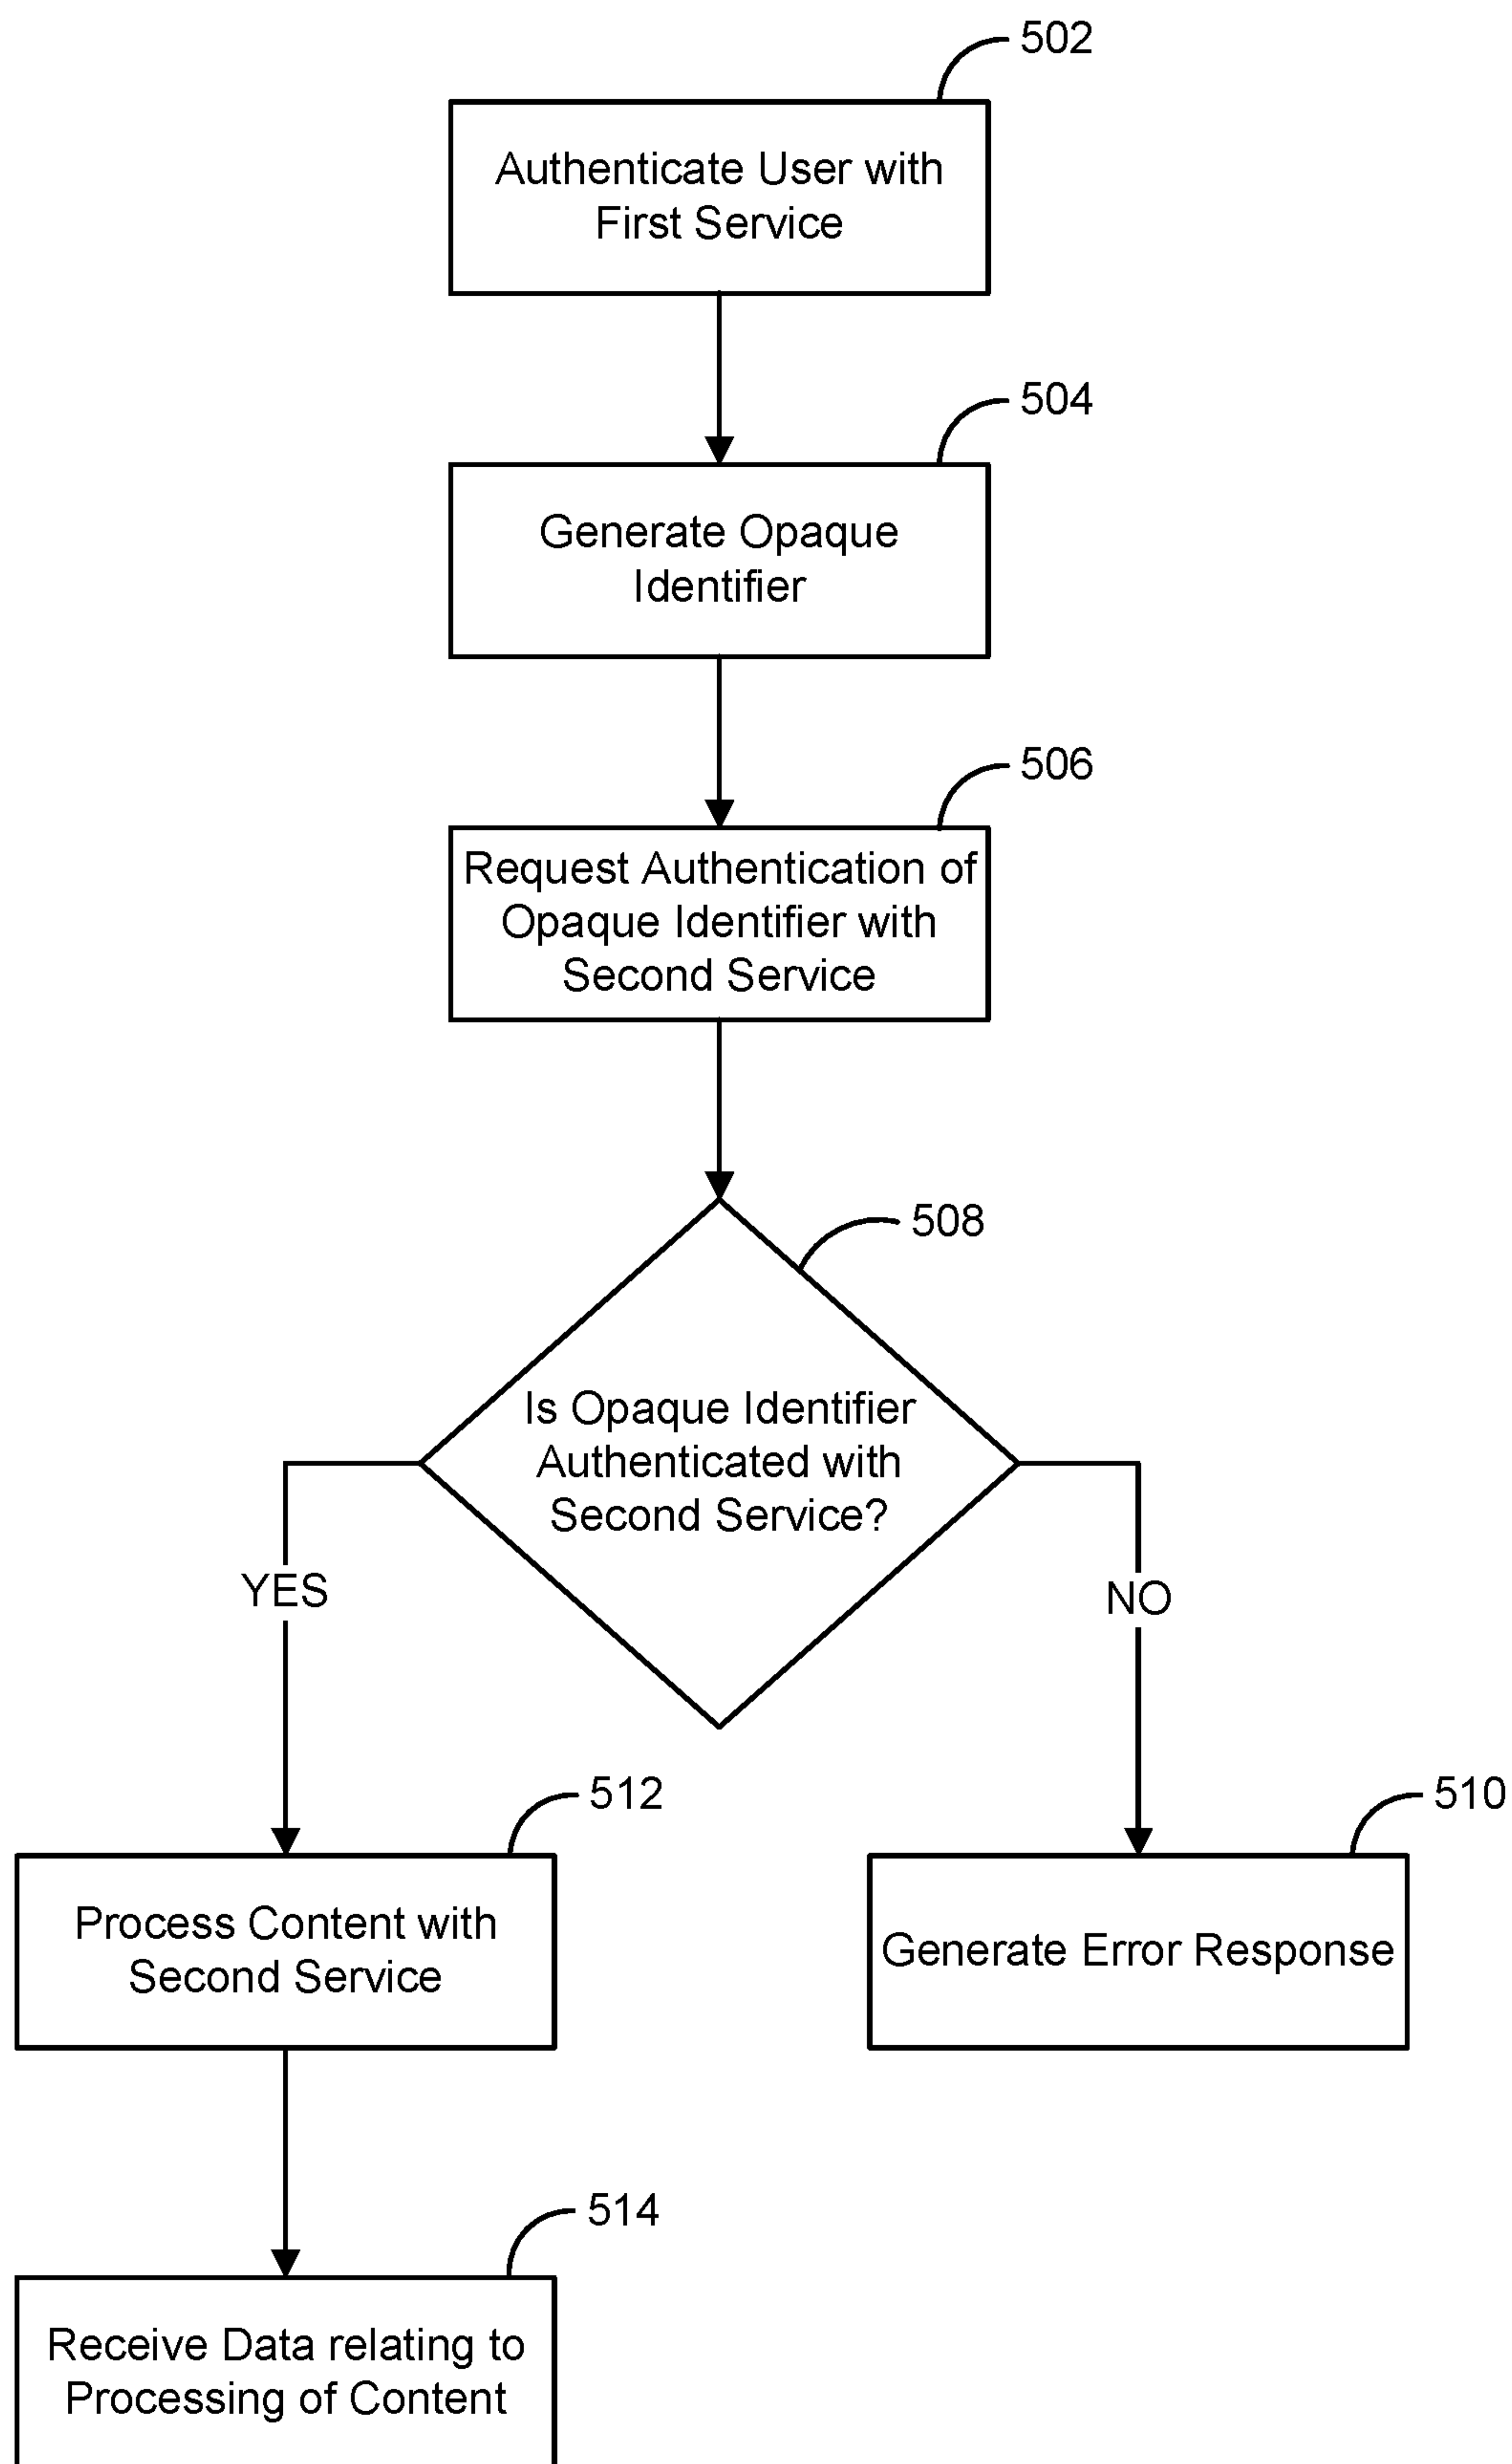 502
Authenticate User with
First Service
504
Generate Opaque
Identifier
506
Request Authentication of
Opaque Identifier with
Second Service
508
Is Opaque Identifier
Authenticated with
Second Service?
YES
NO
512
Process Content with
Second Service
510
Generate Error Response
514
Receive Data relating to
Processing of Content